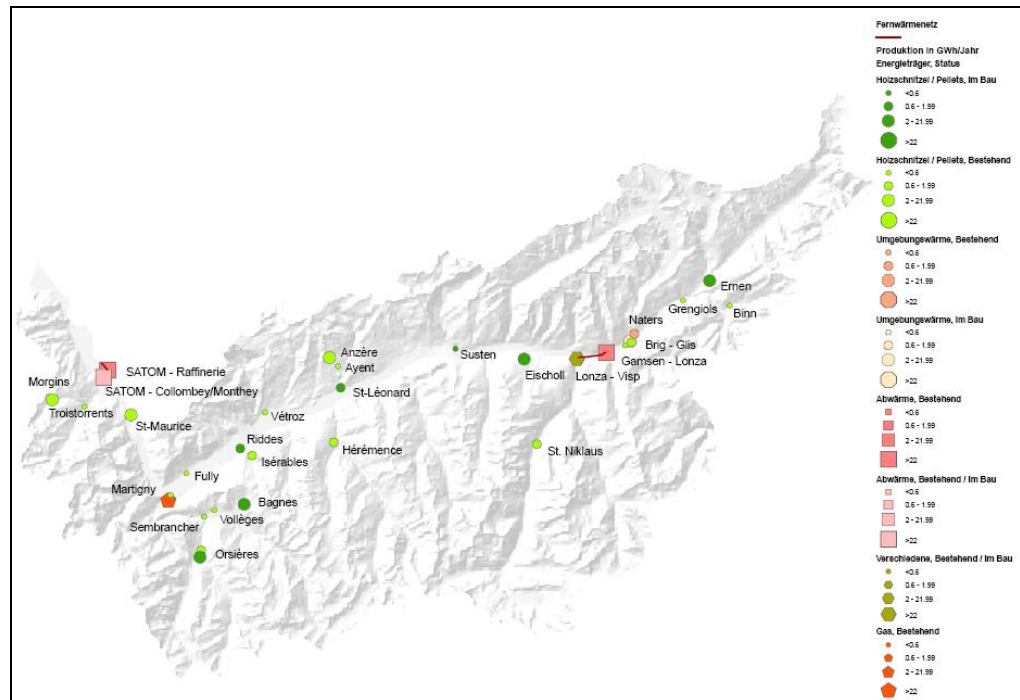 Fernwärmenetz
Produktion in GWh/Jahr
Energieträger, Status
Holzschnitzel / Pellets, Im Bau
<0.6
0.6 - 1.99
2 - 21.99
>22
Holzschnitzel / Pellets, Bestehend
<0.6
0.6 - 1.99
2 - 21.99
>22
Umgebungswärme, Bestehend
<0.6
0.6 - 1.99
2 - 21.99
>22
Umgebungswärme, Im Bau
<0.6
0.6 - 1.99
2 - 21.99
>22
Abwärme, Bestehend
<0.6
0.6 - 1.99
2 - 21.99
>22
Abwärme, Bestehend / Im Bau
<0.6
0.6 - 1.99
2 - 21.99
>22
Verschiedene, Bestehend / Im Bau
<0.6
0.6 - 1.99
2 - 21.99
>22
Gas, Bestehend
<0.6
0.6 - 1.99
2 - 21.99
>22
Ernen
Grengiols
Binn
Naters
Brig - Glis
Gamsen - Lonza
Lonza - Visp
Eischoll
Susten
Anzère
Ayent
St-Léonard
SATOM - Raffinerie
SATOM - Collombey/Monthey
Morgins
Troistorrents
St-Maurice
Vétroz
Riddes
Isérables
Hérémence
St. Niklaus
Fully
Martigny
Bagnes
Vollèges
Sembrancher
Orsières